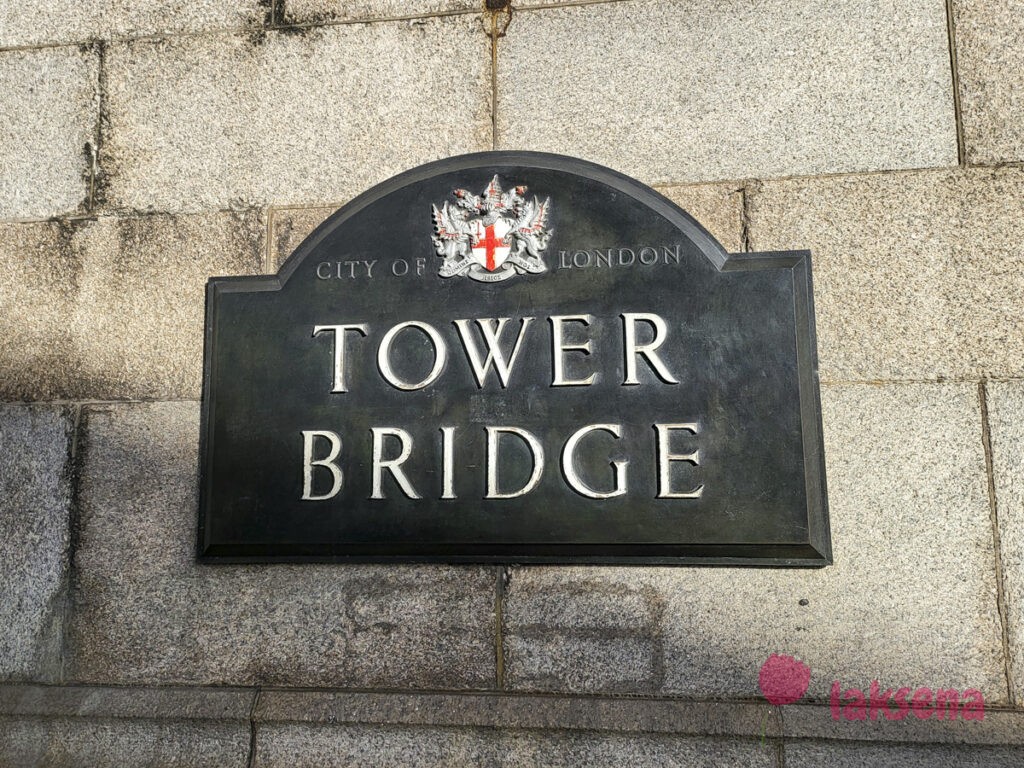 CITY OF LONDON
TOWER
BRIDGE
laksena